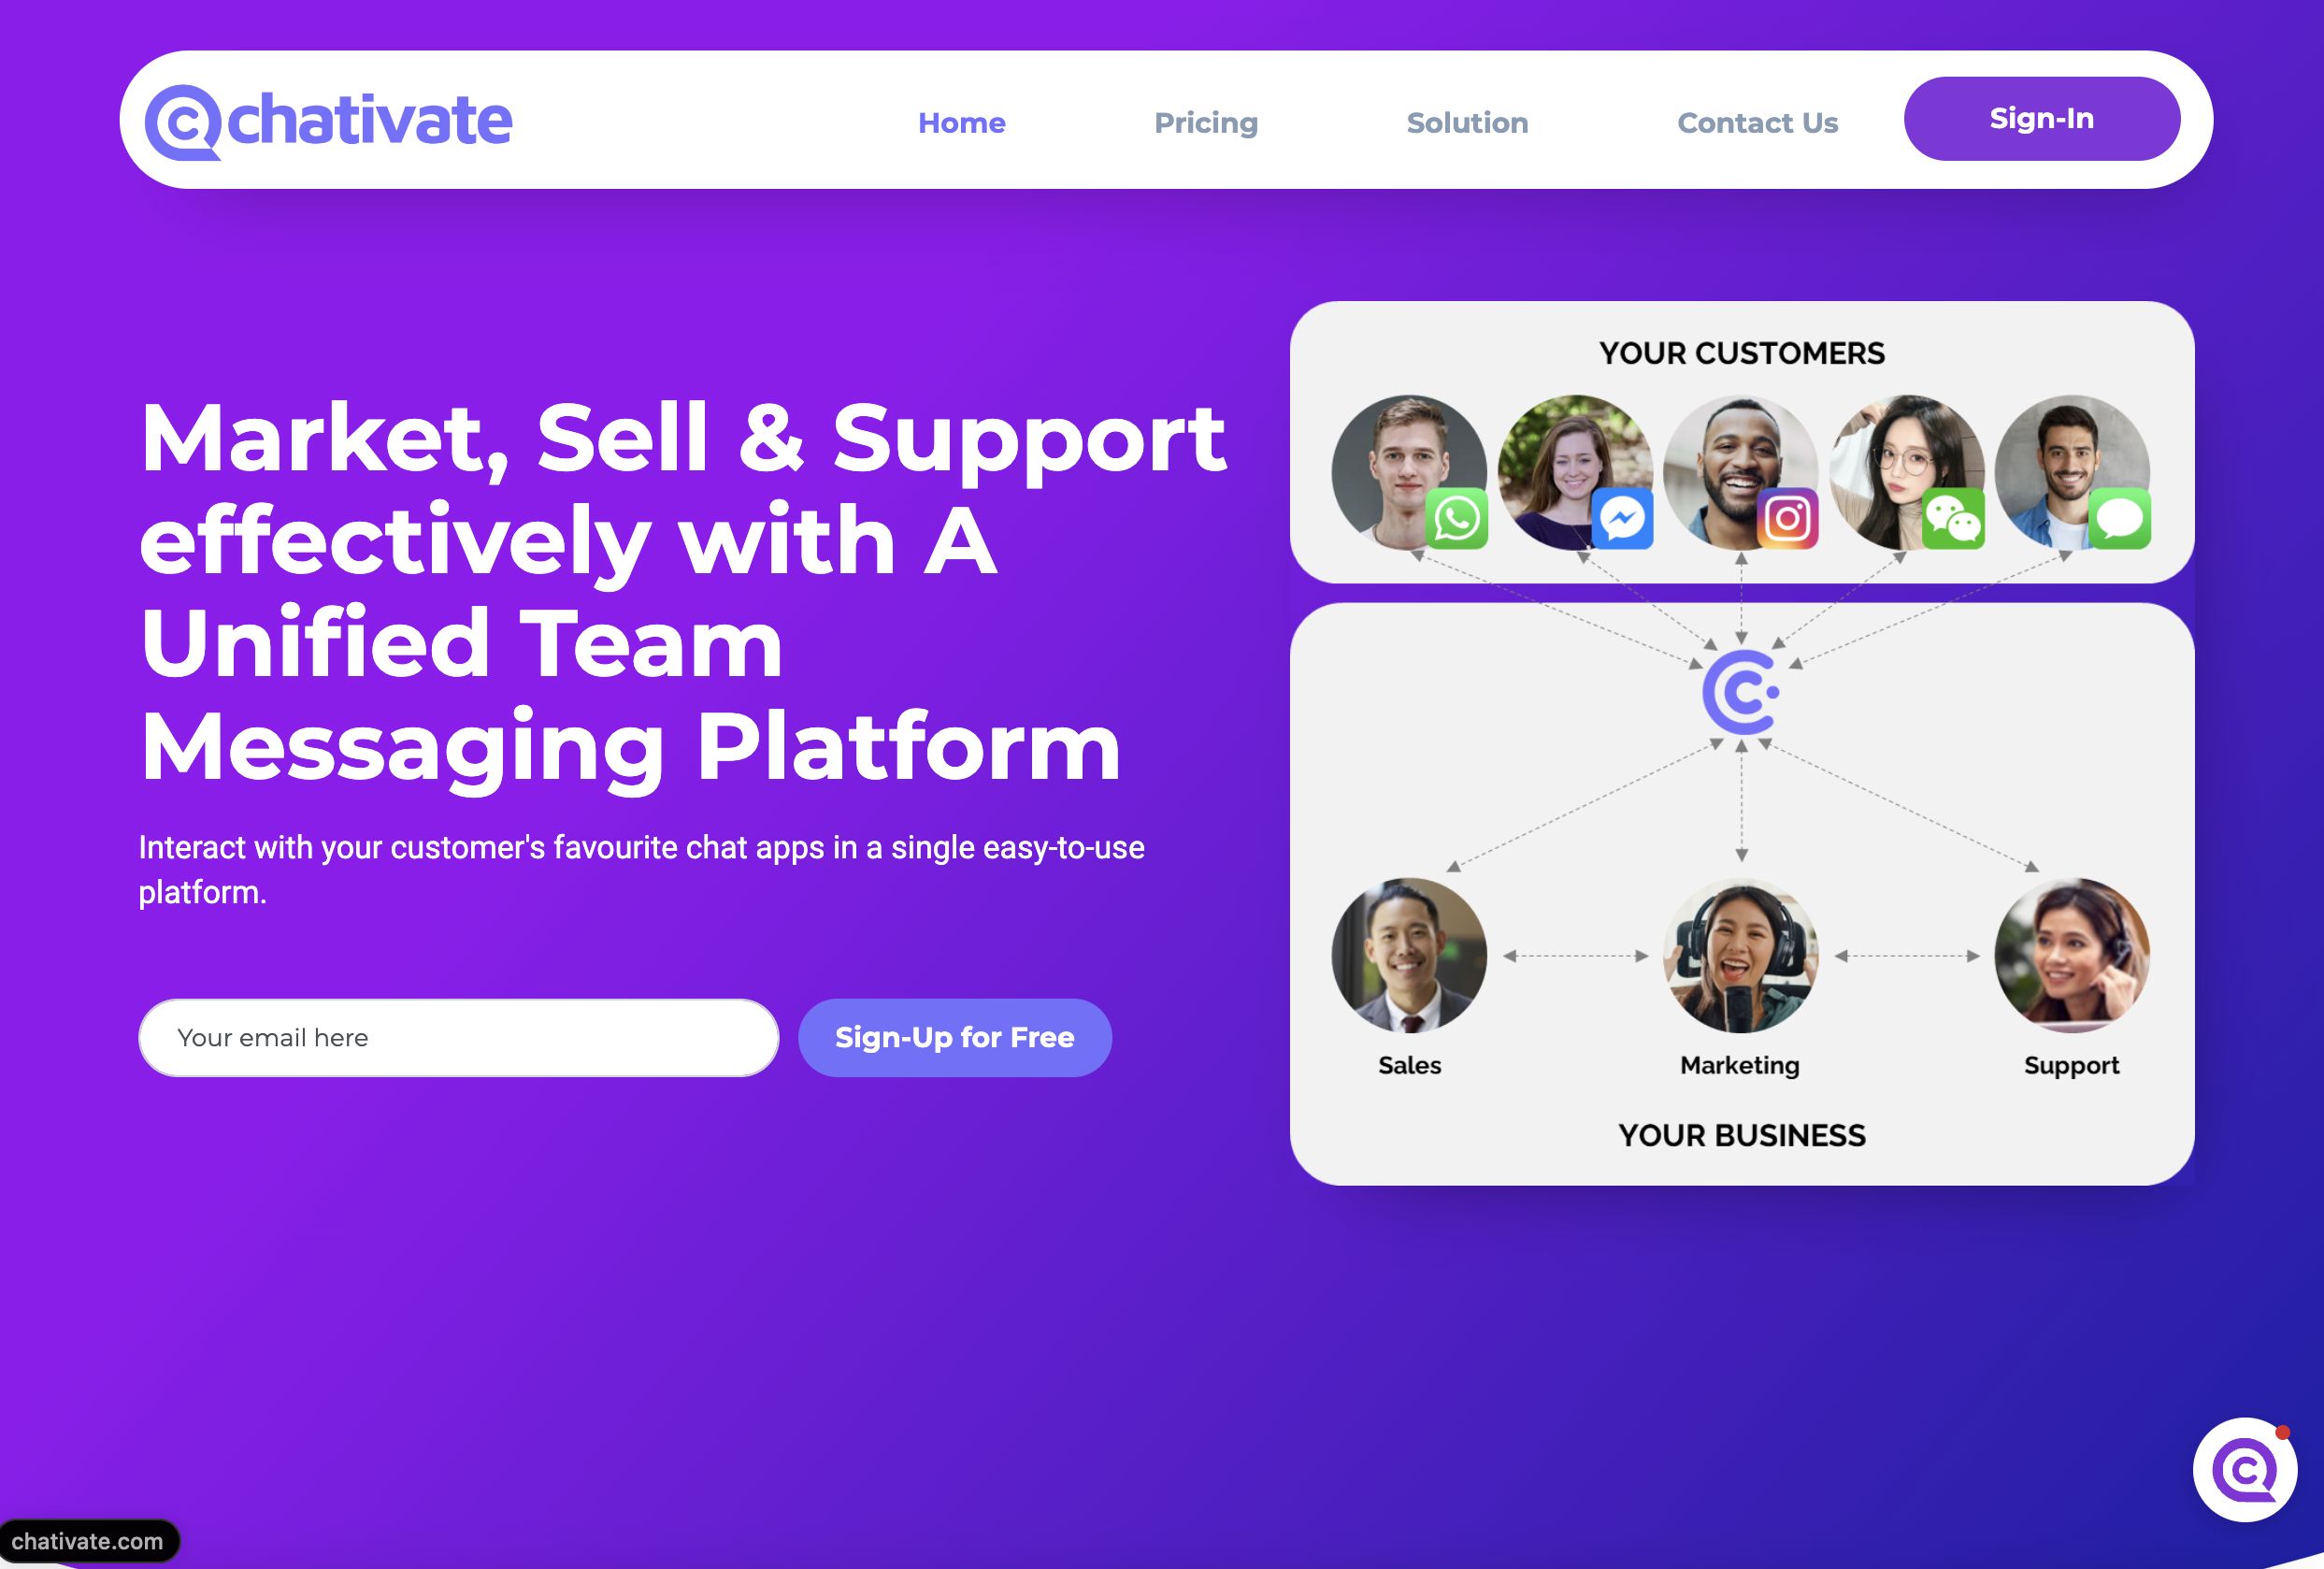 chativate
Home
Pricing
Solution
Contact Us
Sign-In
Market, Sell & Support
effectively with A
Unified Team
Messaging Platform
Interact with your customer's favourite chat apps in a single easy-to-use
platform.
Your email here
Sign-Up for Free
YOUR CUSTOMERS
Sales
Marketing
Support
YOUR BUSINESS
chativate.com